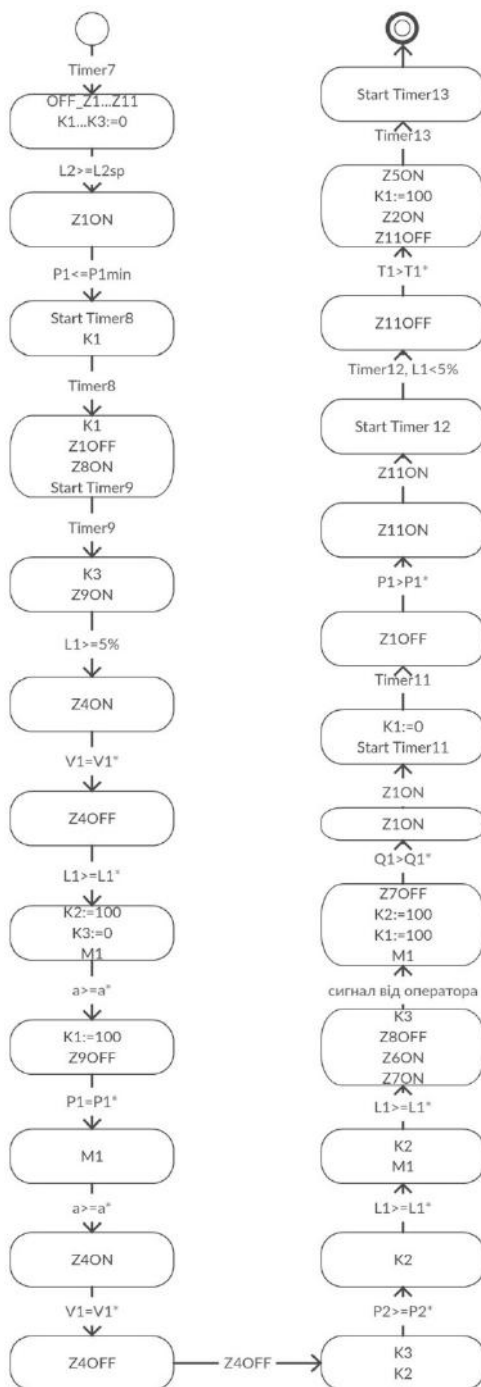 Timer7
OFF_Z1...Z11
K1...K3:=0
L2>=L2sp
Z1ON
P1<=P1min
Start Timer8
K1
Timer8
K1
Z1OFF
Z8ON
Start Timer9
Timer9
K3
Z9ON
L1>=5%
Z4ON
V1=V1*
Z4OFF
L1>=L1*
K2:=100
K3:=0
M1
a>=a*
K1:=100
Z9OFF
P1=P1*
M1
a>=a*
Z4ON
V1=V1*
Z4OFF
Z4OFF
K3
K2
P2>=P2*
K2
L1>=L1*
K2
M1
L1>=L1*
K3
Z8OFF
Z6ON
Z7ON
сигнал від оператора
Z7OFF
K2:=100
K1:=100
M1
Q1>Q1*
Z1ON
Z1ON
K1:=0
Start Timer11
Timer11
Z1OFF
P1>P1*
Z11ON
Z11ON
Start Timer 12
Timer12, L1<5%
Z11OFF
T1>T1*
Z5ON
K1:=100
Z2ON
Z11OFF
Timer13
Start Timer13